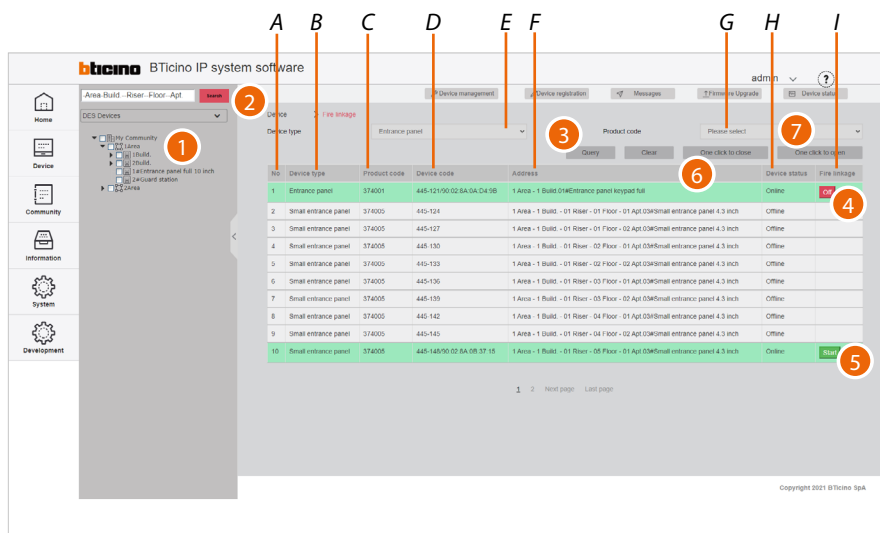 A B C D E F G H I
bticino BTicino IP system software
admin ?
Area-Build.--Riser--Floor--Apt Search 2
Device management Device registration Messages Firmware Upgrade Device status
Home
DES Devices
Device > Fire linkage
Device type Entrance panel 3 Product code Please select 7
My Community
1Area 1
1Build.
2Build.
1#Entrance panel full 10 inch
2#Guard station
2Area
Query Clear One click to close One click to open
6
Device
Community
Information
System
Development
No Device type Product code Device code Address Device status Fire linkage
1 Entrance panel 374001 445-121/90:02:8A:0A:D4:9B 1 Area - 1 Build.01#Entrance panel keypad full Online Off 4
2 Small entrance panel 374005 445-124 1 Area - 1 Build. - 01 Riser - 01 Floor - 01 Apt.03#Small entrance panel 4.3 inch Offline
3 Small entrance panel 374005 445-127 1 Area - 1 Build. - 01 Riser - 01 Floor - 02 Apt.03#Small entrance panel 4.3 inch Offline
4 Small entrance panel 374005 445-130 1 Area - 1 Build. - 01 Riser - 02 Floor - 01 Apt.03#Small entrance panel 4.3 inch Offline
5 Small entrance panel 374005 445-133 1 Area - 1 Build. - 01 Riser - 02 Floor - 02 Apt.03#Small entrance panel 4.3 inch Offline
6 Small entrance panel 374005 445-136 1 Area - 1 Build. - 01 Riser - 03 Floor - 01 Apt.03#Small entrance panel 4.3 inch Offline
7 Small entrance panel 374005 445-139 1 Area - 1 Build. - 01 Riser - 03 Floor - 02 Apt.03#Small entrance panel 4.3 inch Offline
8 Small entrance panel 374005 445-142 1 Area - 1 Build. - 01 Riser - 04 Floor - 01 Apt.03#Small entrance panel 4.3 inch Offline
9 Small entrance panel 374005 445-145 1 Area - 1 Build. - 01 Riser - 04 Floor - 02 Apt.03#Small entrance panel 4.3 inch Offline
10 Small entrance panel 374005 445-148/90:02:8A:0B:37:15 1 Area - 1 Build. - 01 Riser - 05 Floor - 01 Apt.03#Small entrance panel 4.3 inch Online Start 5
1 2 Next page Last page
Copyright 2021 BTicino SpA